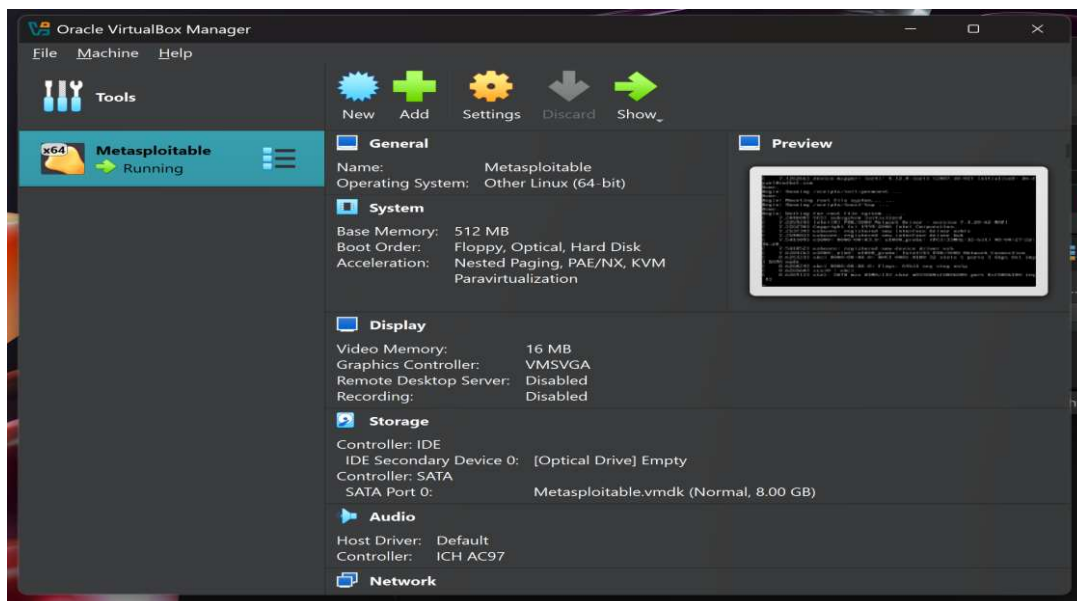 Oracle VirtualBox Manager
File Machine Help
Tools
New Add Settings Discard Show
x64
Metasploitable
Running
General
Name: Metasploitable
Operating System: Other Linux (64-bit)
System
Base Memory: 512 MB
Boot Order: Floppy, Optical, Hard Disk
Acceleration: Nested Paging, PAE/NX, KVM
Paravirtualization
Preview
Display
Video Memory: 16 MB
Graphics Controller: VMSVGA
Remote Desktop Server: Disabled
Recording: Disabled
Storage
Controller: IDE
IDE Secondary Device 0: [Optical Drive] Empty
Controller: SATA
SATA Port 0: Metasploitable.vmdk (Normal, 8.00 GB)
Audio
Host Driver: Default
Controller: ICH AC97
Network